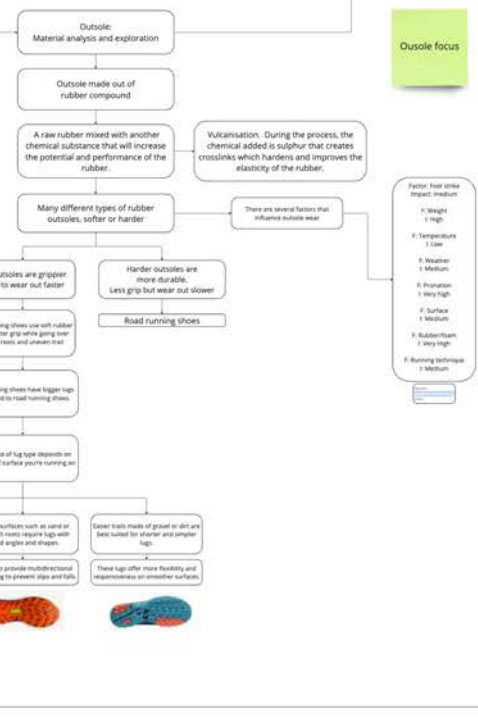 Outsole:
Material analysis and exploration
Ousole focus
Outsole made out of
rubber compound
A raw rubber mixed with another
chemical substance that will increase
the potential and performance of the
rubber.
Vulcanisation. During the process, the
chemical added is sulphur that creates
crosslinks which hardens and improves the
elasticity of the rubber.
Many different types of rubber
outsoles, softer or harder
There are several factors that
influence outsole wear
Factor: Foot strike
Impact: medium
F: Weight
I: High
F: Temperature
I: Low
F: Weather
I: Medium
F: Pronation
I: Very high
F: Surface
I: Medium
F: Rubber/foam
I: Very High
F: Running technique
I: Medium
utsoles are grippier
to wear out faster
Harder outsoles are
more durable.
Less grip but wear out slower
Road running shoes
ing shoes use soft rubber
ter grip while going over
roots and uneven trail
ing shoes have bigger lugs
ed to road running shoes.
e of lug type depends on
surface you're running on
surfaces such as sand or
roots require lugs with
d angles and shapes.
provide multidirectional
g to prevent slips and falls.
Easier trails made of gravel or dirt are
best suited for shorter and simpler
lugs.
These lugs offer more flexibility and
responsiveness on smoother surfaces.